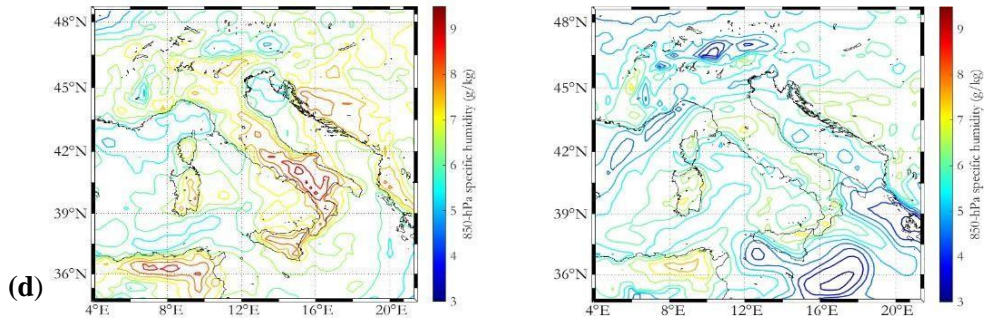 48°N
45°N
42°N
39°N
36°N
4°E 8°E 12°E 16°E 20°E
9
8
7
6
5
4
3
850-hPa specific humidity (g/kg)
48°N
45°N
42°N
39°N
36°N
4°E 8°E 12°E 16°E 20°E
9
8
7
6
5
4
3
850-hPa specific humidity (g/kg)
(d)